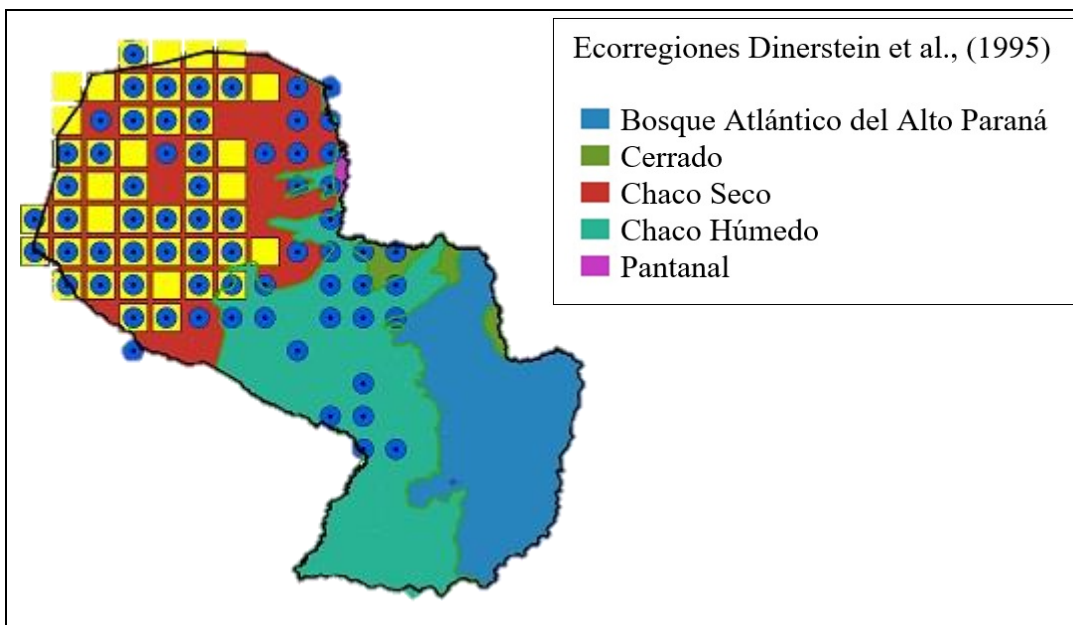 Ecorregiones Dinerstein et al., (1995)
Bosque Atlántico del Alto Paraná
Cerrado
Chaco Seco
Chaco Húmedo
Pantanal